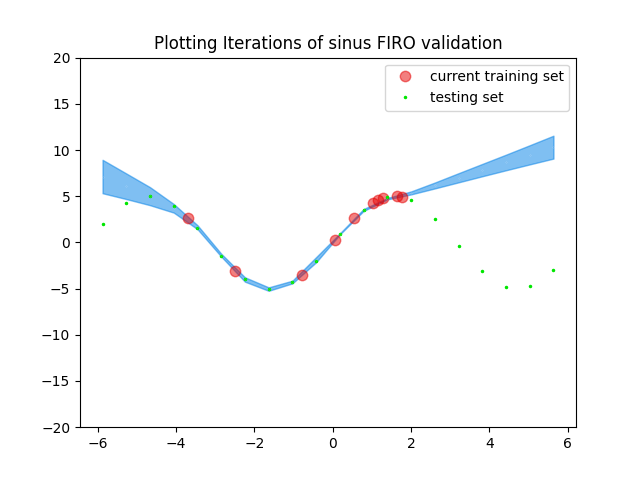 Plotting Iterations of sinus FIRO validation
current training set
testing set
20
15
10
5
0
−5
−10
−15
−20
−6 −4 −2 0 2 4 6